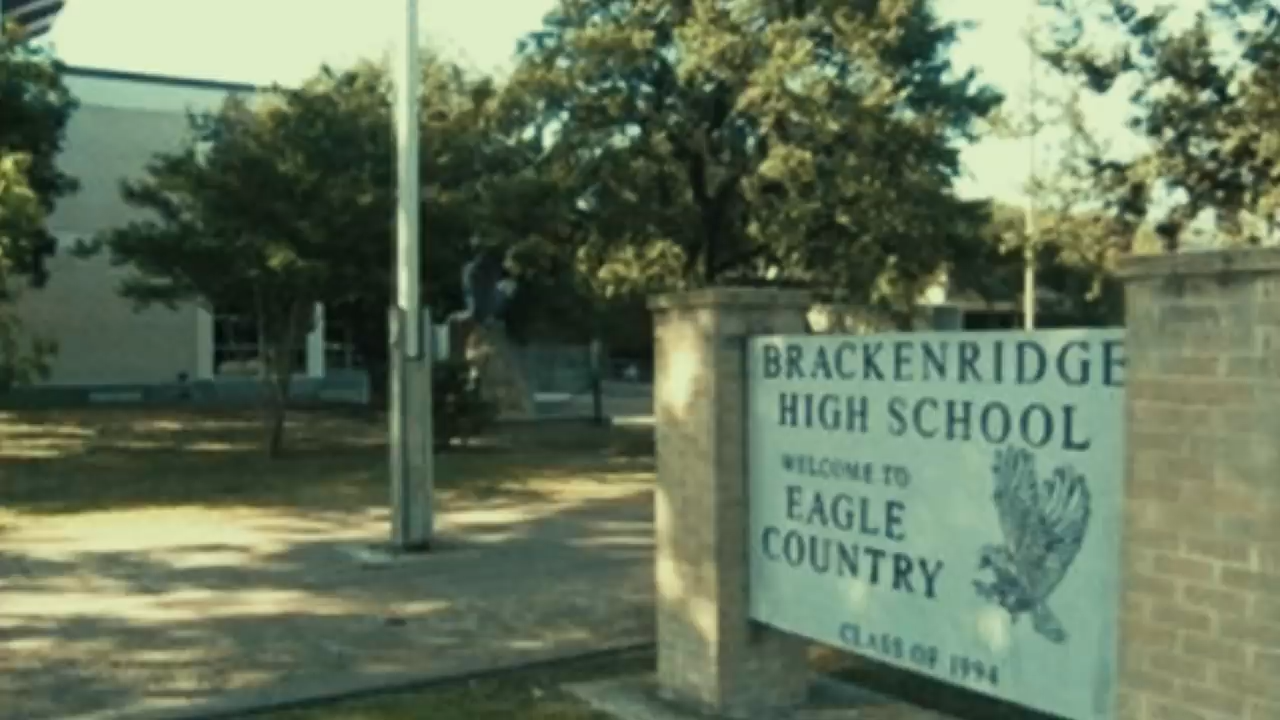 BRACKENRIDGE
HIGH SCHOOL
WELCOME TO
EAGLE
COUNTRY
CLASS OF 1994